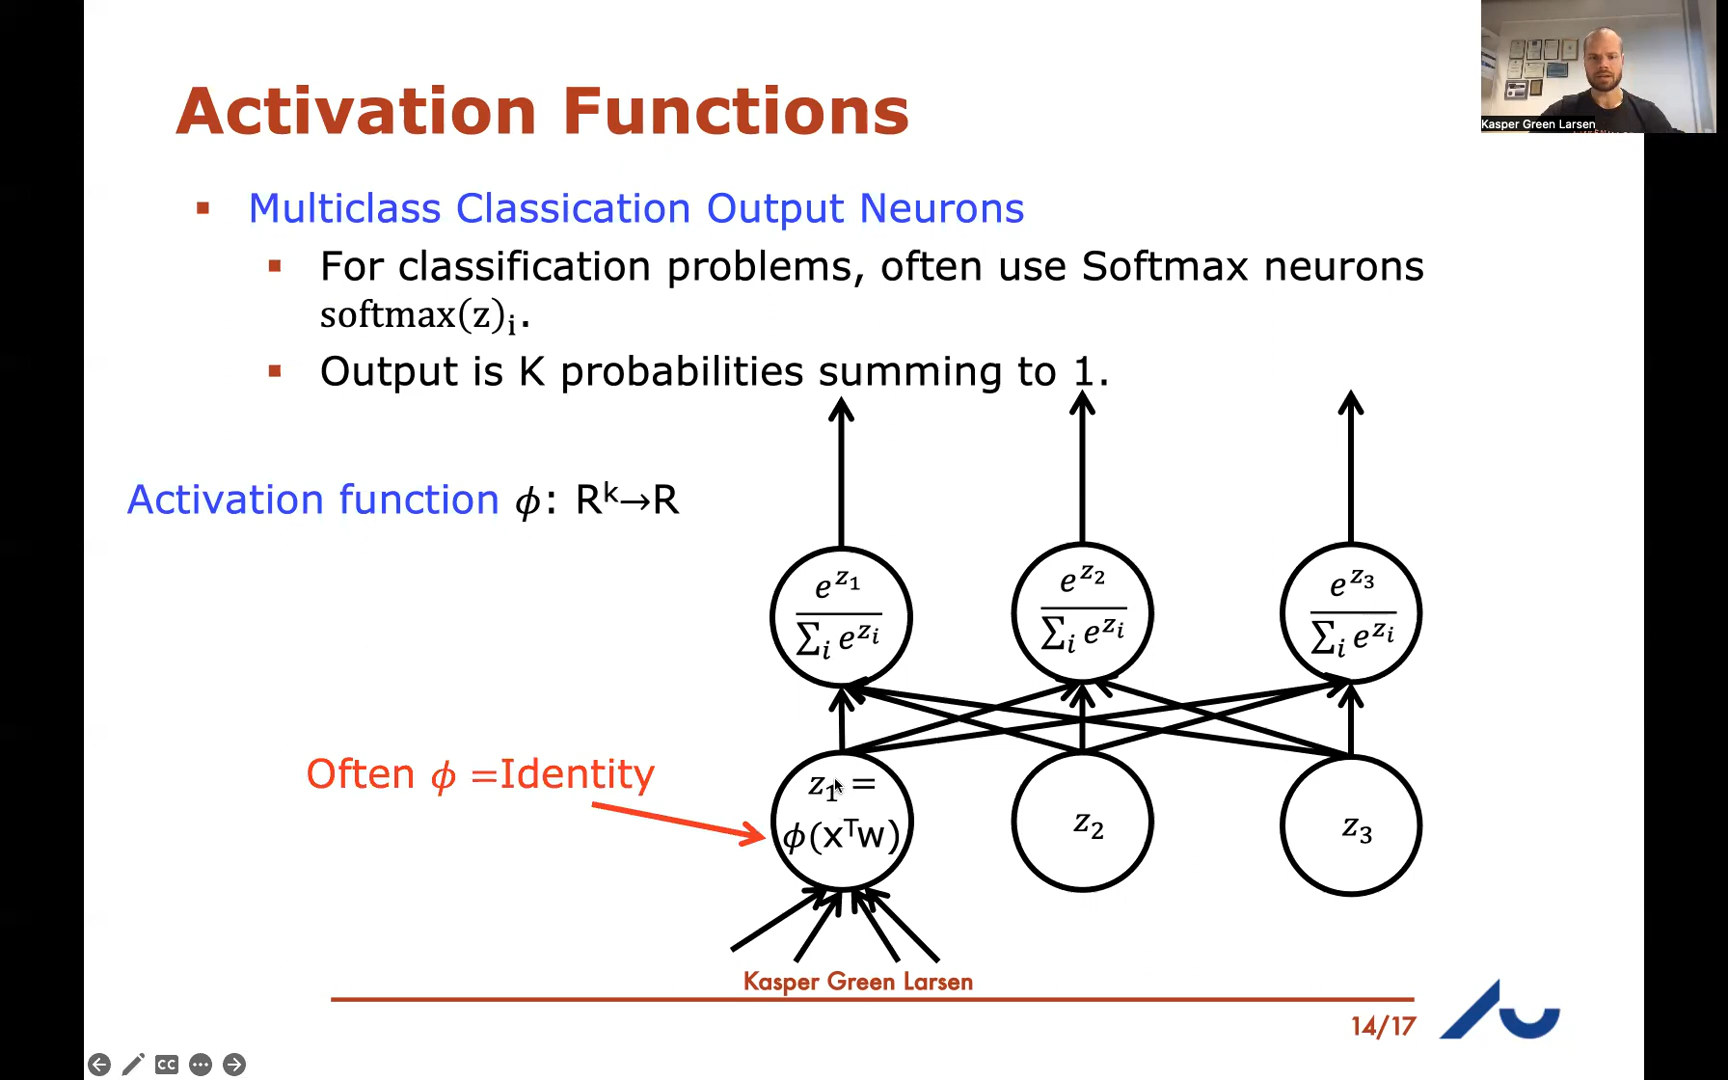 Kasper Green Larsen
Activation Functions
▪ Multiclass Classication Output Neurons
▪ For classification problems, often use Softmax neurons
softmax(z)ᵢ.
▪ Output is K probabilities summing to 1.
Activation function 𝜙: Rᵏ→R
e^{z₁} / ∑ᵢ e^{zᵢ}
e^{z₂} / ∑ᵢ e^{zᵢ}
e^{z₃} / ∑ᵢ e^{zᵢ}
Often 𝜙 =Identity
z₁ =
𝜙(xᵀw)
z₂
z₃
Kasper Green Larsen
14/17
CC